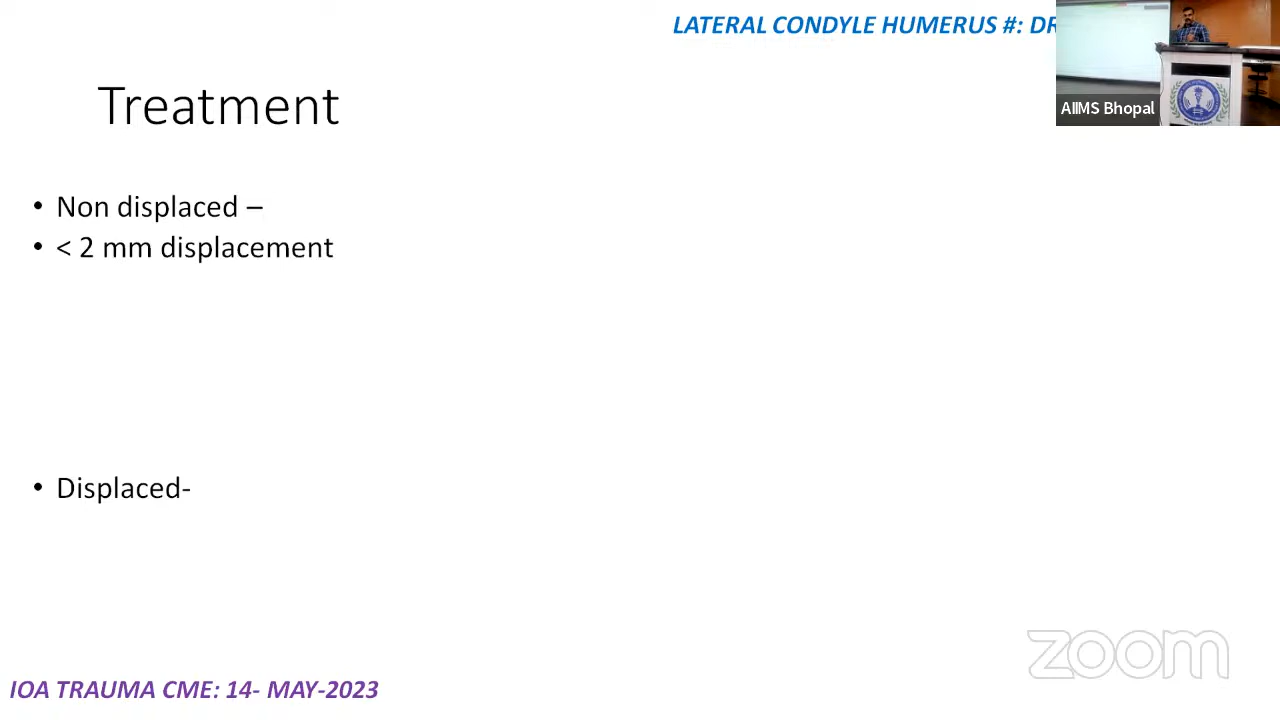 LATERAL CONDYLE HUMERUS #: DR
AIIMS Bhopal
Treatment
• Non displaced –
• < 2 mm displacement
• Displaced-
zoom
IOA TRAUMA CME: 14- MAY-2023